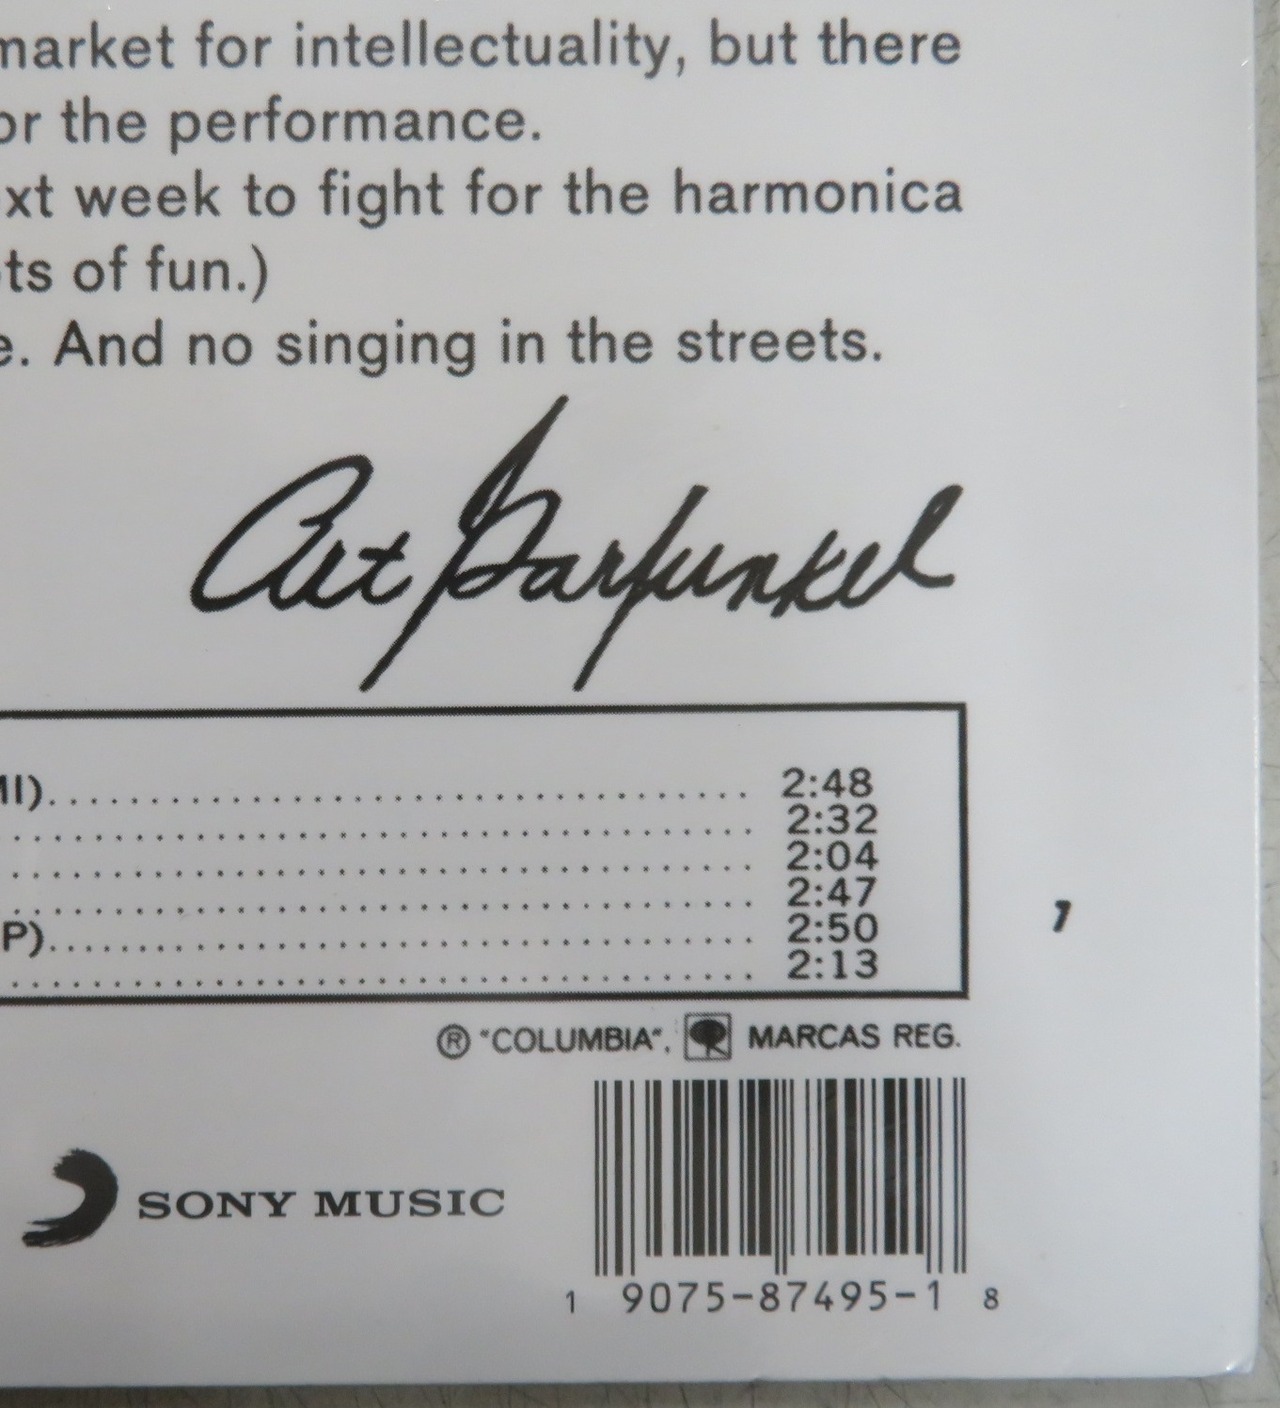 market for intellectuality, but there
or the performance.
xt week to fight for the harmonica
ts of fun.)
e. And no singing in the streets.
Art Garfunkel
MI)........................................ 2:48
........................................ 2:32
........................................ 2:04
........................................ 2:47
P)........................................ 2:50
........................................ 2:13
® "COLUMBIA", MARCAS REG.
SONY MUSIC
1 9075-87495-1 8